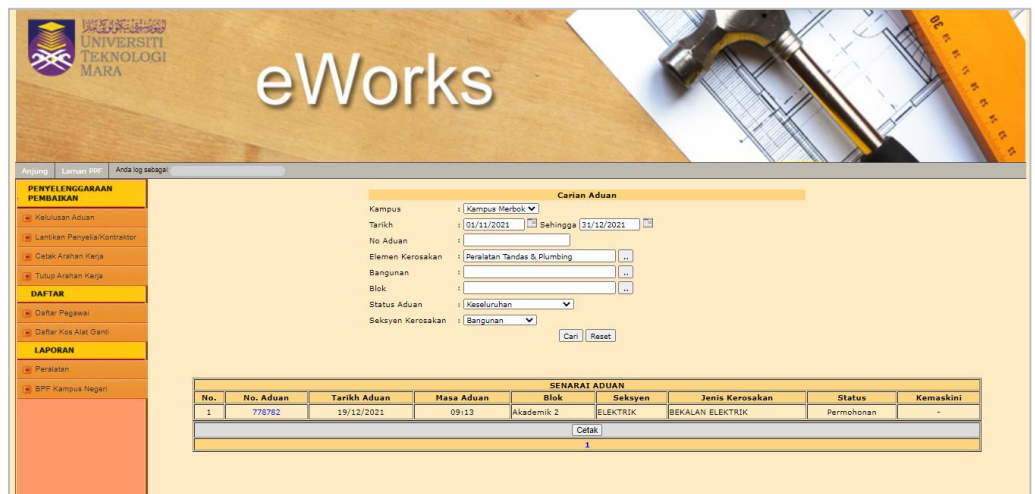 UNIVERSITI
TEKNOLOGI
MARA
eWorks
Anjung Laman PPF Anda log sebagai
PENYELENGGARAAN
PEMBAIKAN
Kelulusan Aduan
Lantikan Penyelia/Kontraktor
Cetak Arahan Kerja
Tutup Arahan Kerja
DAFTAR
Daftar Pegawai
Daftar Kos Alat Ganti
LAPORAN
Peralatan
BPF Kampus Negeri
Carian Aduan
Kampus : Kampus Merbok
Tarikh : 01/11/2021 Sehingga 31/12/2021
No Aduan :
Elemen Kerosakan : Peralatan Tandas & Plumbing ..
Bangunan : ..
Blok : ..
Status Aduan : Keseluruhan
Seksyen Kerosakan : Bangunan
Cari Reset
SENARAI ADUAN
No. No. Aduan Tarikh Aduan Masa Aduan Blok Seksyen Jenis Kerosakan Status Kemaskini
1 778782 19/12/2021 09:13 Akademik 2 ELEKTRIK BEKALAN ELEKTRIK Permohonan -
Cetak
1